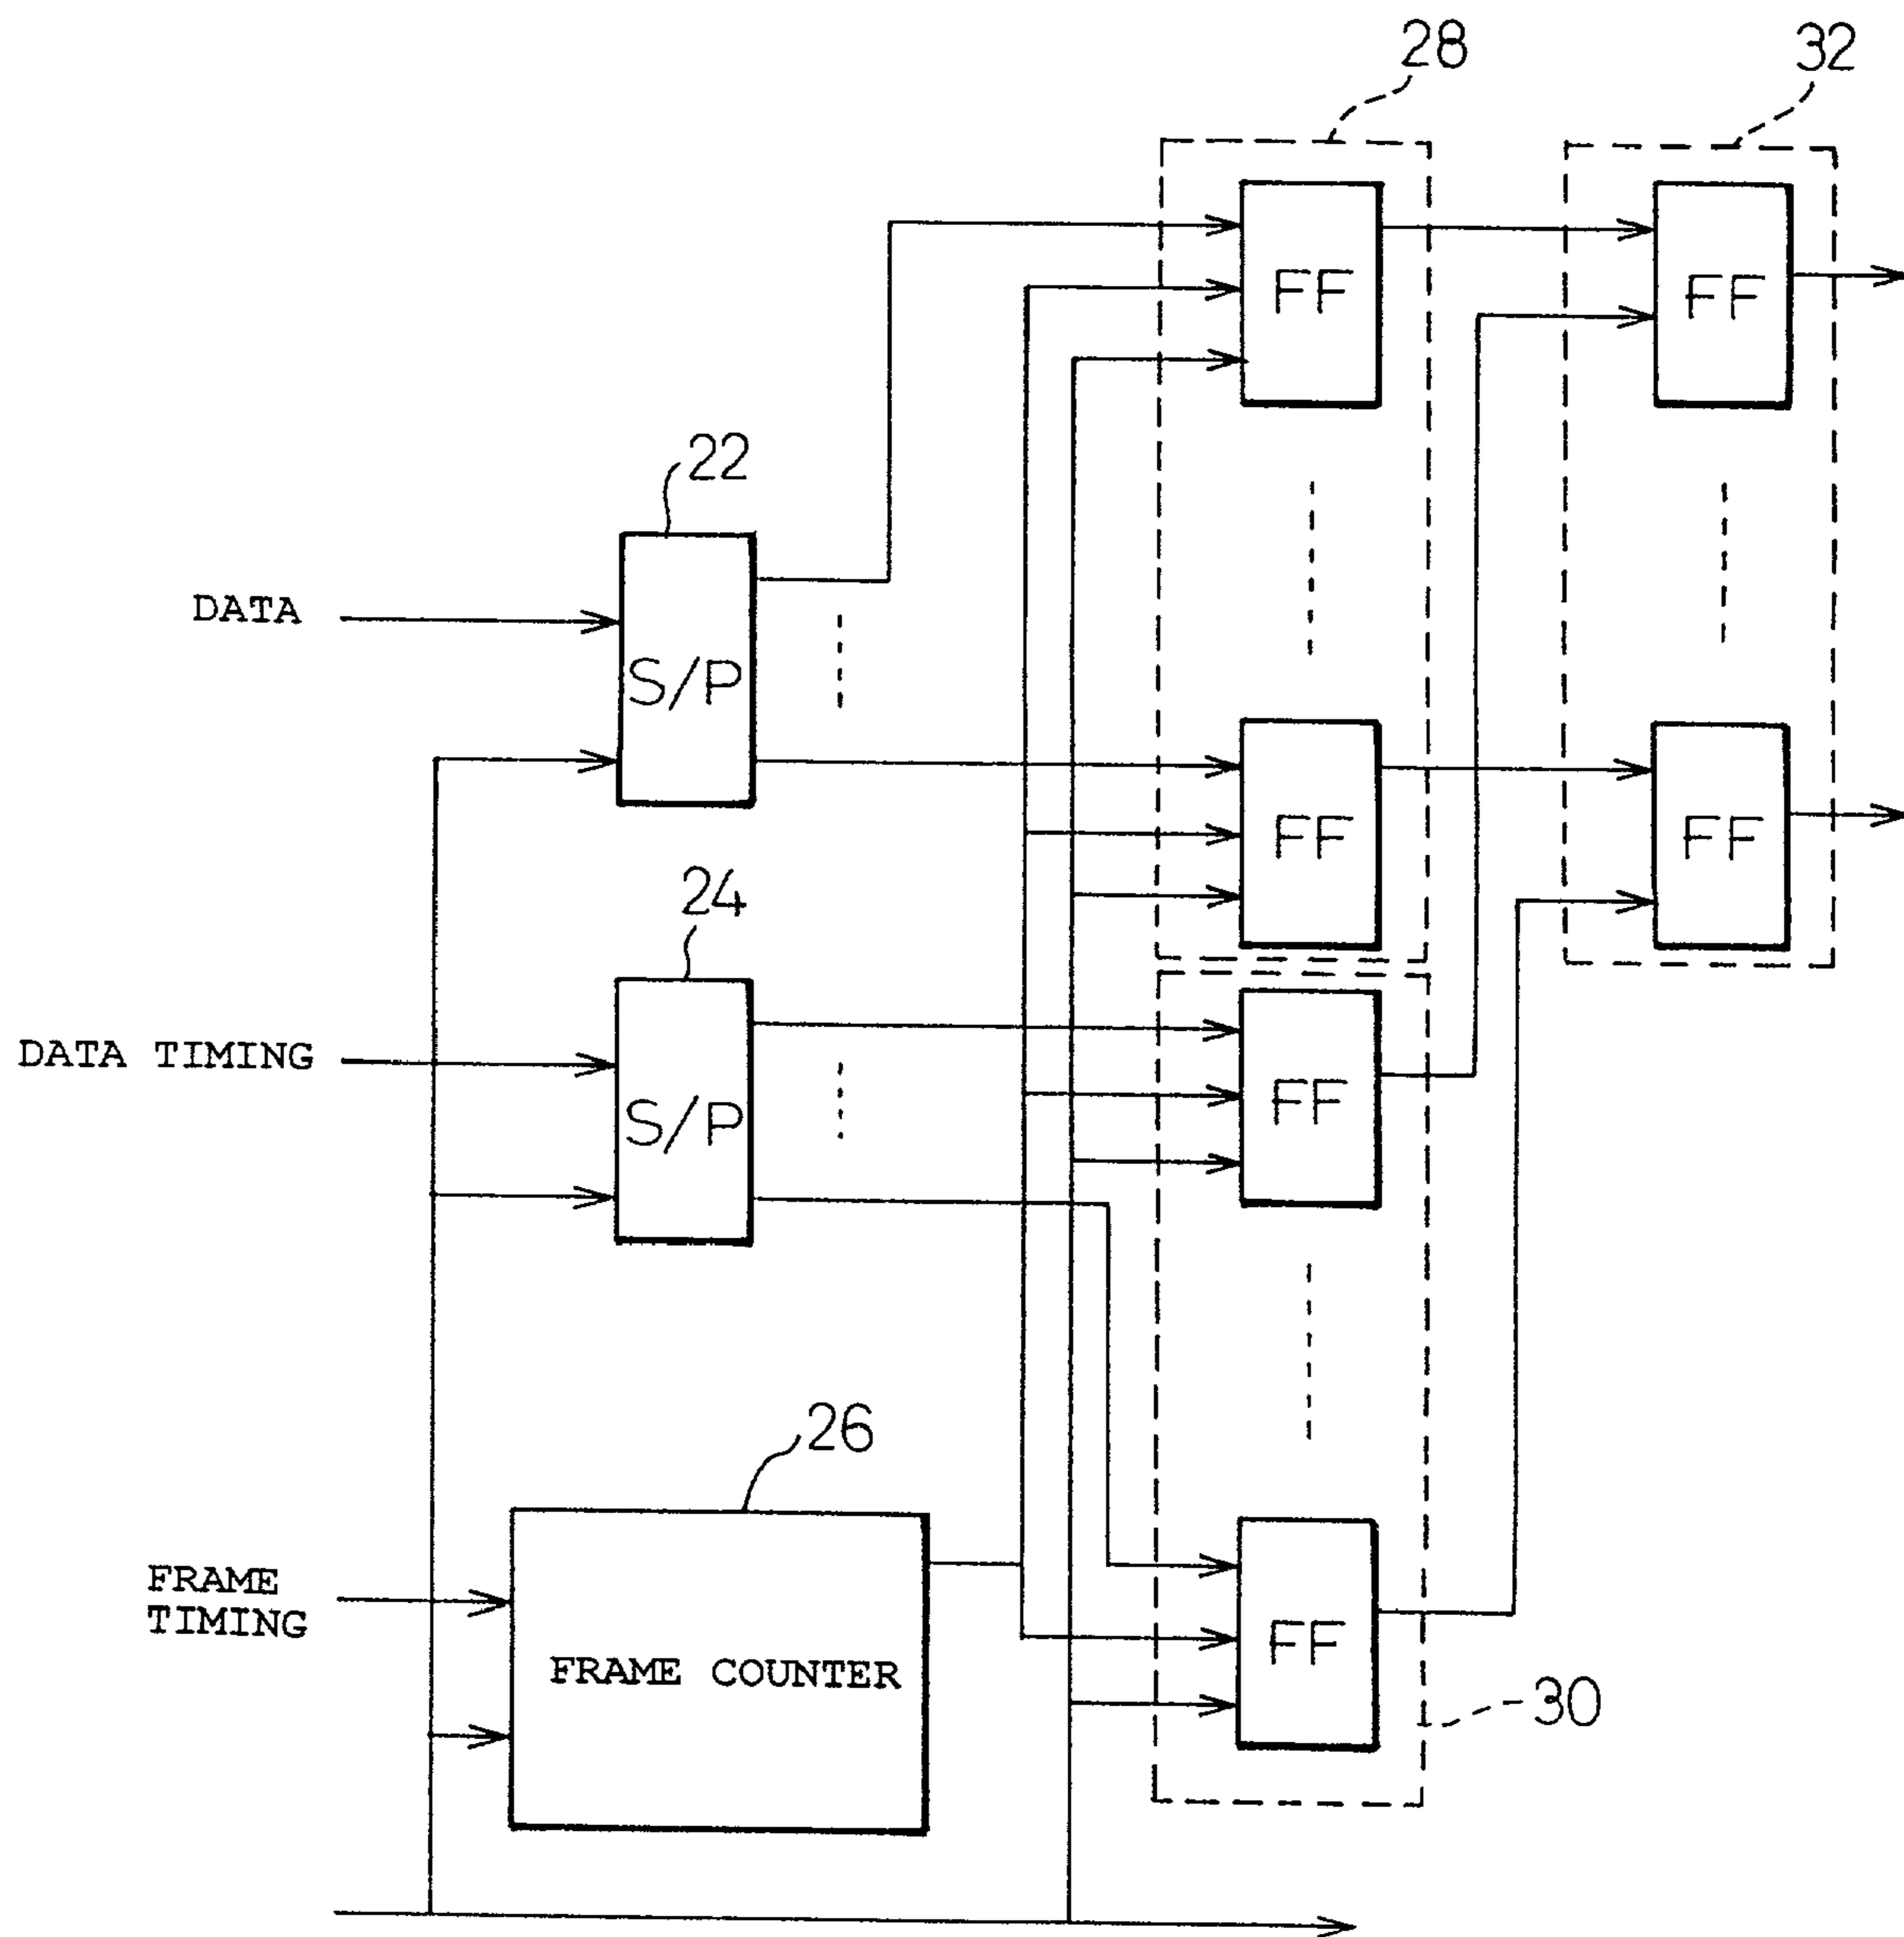 28
32
FF
FF
22
DATA
S/P
FF
FF
24
DATA TIMING
S/P
FF
26
FRAME
TIMING
FRAME COUNTER
FF
30